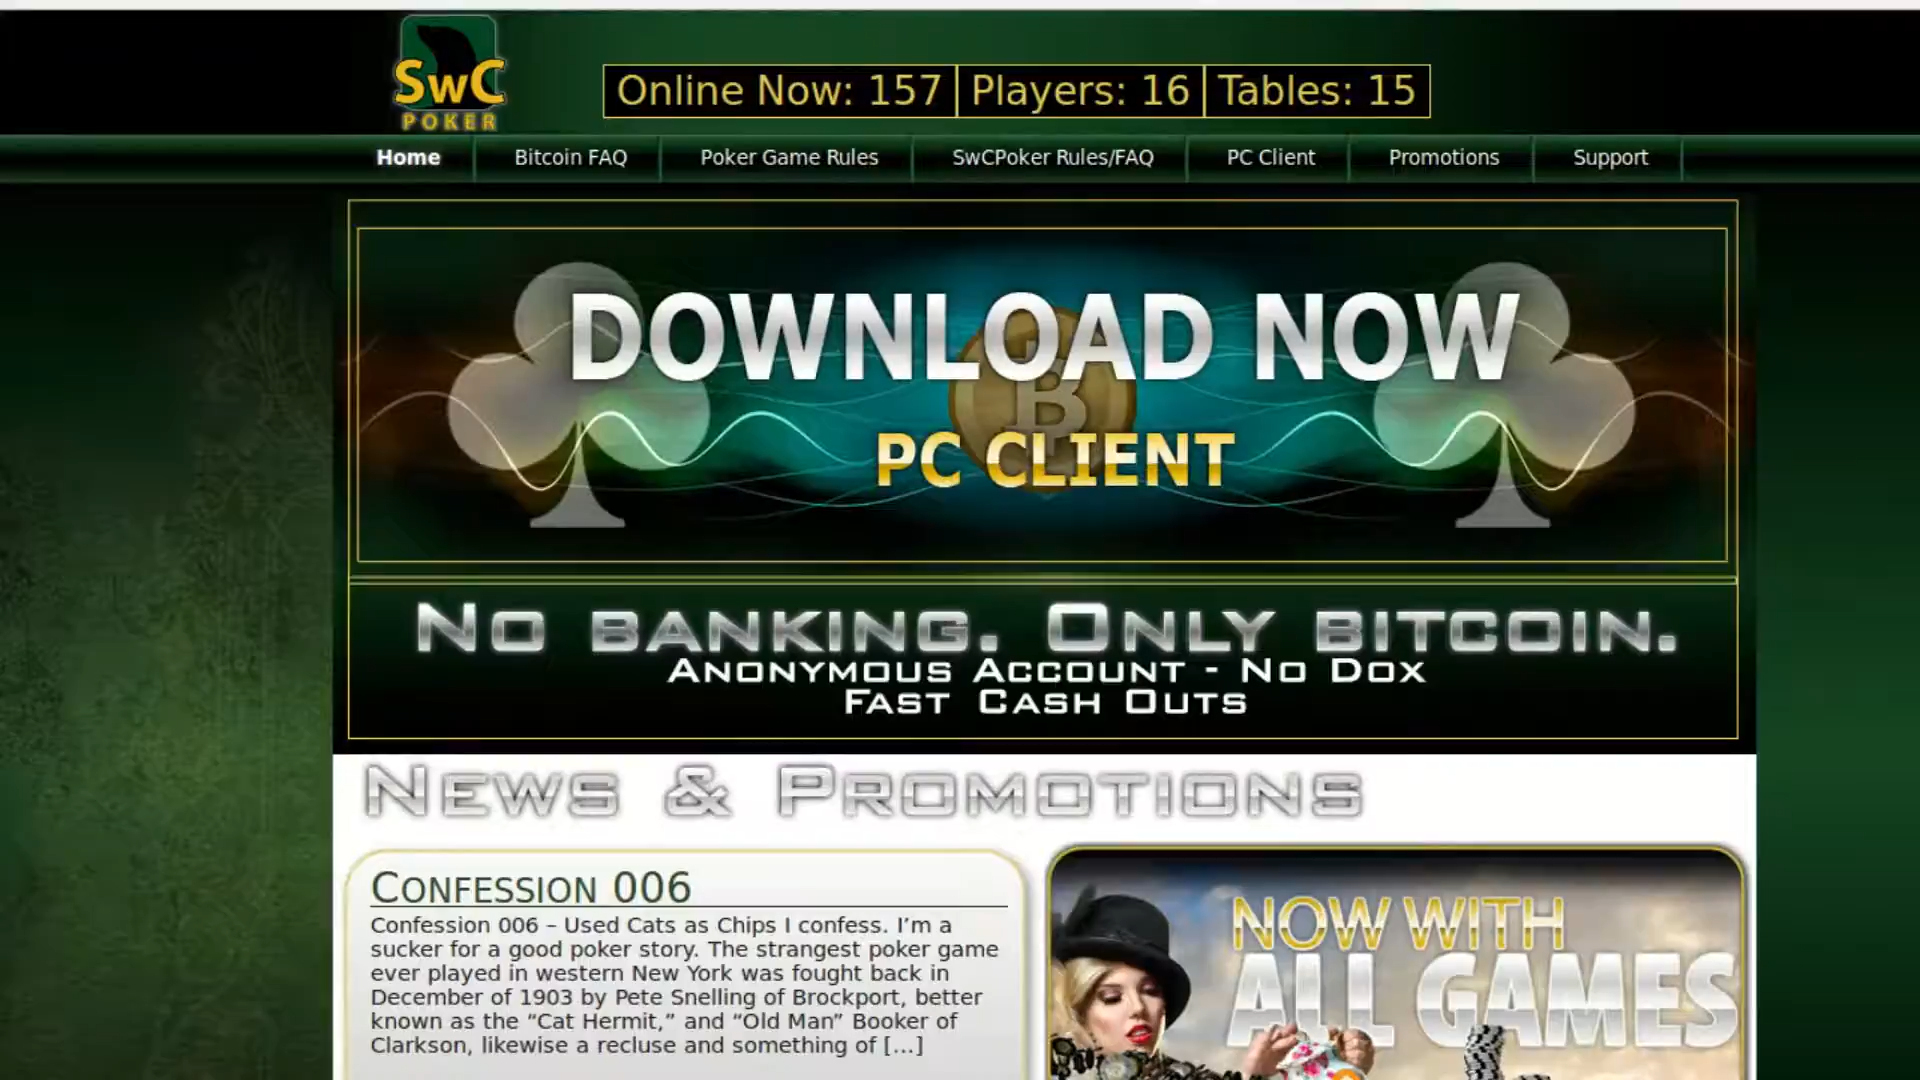 SwC
POKER
Online Now: 157 Players: 16 Tables: 15
Home Bitcoin FAQ Poker Game Rules SwCPoker Rules/FAQ PC Client Promotions Support
DOWNLOAD NOW
PC CLIENT
No banking. Only bitcoin.
Anonymous Account - No Dox
Fast Cash Outs
News & Promotions
Confession 006
Confession 006 – Used Cats as Chips I confess. I’m a
sucker for a good poker story. The strangest poker game
ever played in western New York was fought back in
December of 1903 by Pete Snelling of Brockport, better
known as the “Cat Hermit,” and “Old Man” Booker of
Clarkson, likewise a recluse and something of [...]
NOW WITH
ALL GAMES